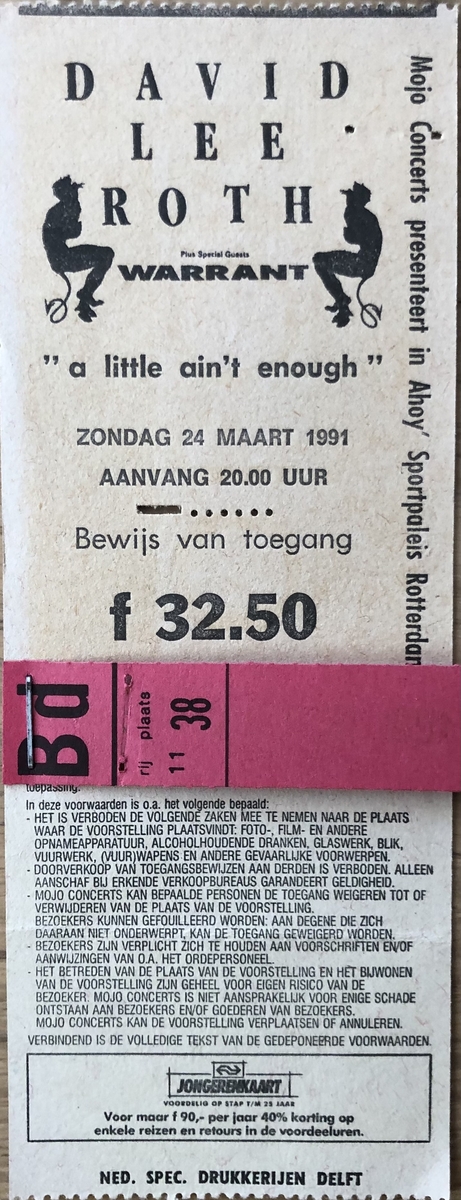 DAVID
LEE
ROTH
Plus Special Guests
WARRANT
" a little ain't enough "
ZONDAG 24 MAART 1991
AANVANG 20.00 UUR
Bewijs van toegang
f 32.50
Mojo Concerts presenteert in Ahoy' Sportpaleis Rotterdam
Bd
rij plaats
11 38
toepassing.
In deze voorwaarden is o.a. het volgende bepaald:
- HET IS VERBODEN DE VOLGENDE ZAKEN MEE TE NEMEN NAAR DE PLAATS
WAAR DE VOORSTELLING PLAATSVINDT: FOTO-, FILM- EN ANDERE
OPNAMEAPPARATUUR, ALCOHOLHOUDENDE DRANKEN, GLASWERK, BLIK,
VUURWERK, (VUUR)WAPENS EN ANDERE GEVAARLIJKE VOORWERPEN.
- DOORVERKOOP VAN TOEGANGSBEWIJZEN AAN DERDEN IS VERBODEN. ALLEEN
AANSCHAF BIJ ERKENDE VERKOOPBUREAUS GARANDEERT GELDIGHEID.
- MOJO CONCERTS KAN BEPAALDE PERSONEN DE TOEGANG WEIGEREN TOT OF
VERWIJDEREN VAN DE PLAATS VAN DE VOORSTELLING.
BEZOEKERS KUNNEN GEFOUILLEERD WORDEN: AAN DEGENE DIE ZICH
DAARAAN NIET ONDERWERPT, KAN DE TOEGANG GEWEIGERD WORDEN.
- BEZOEKERS ZIJN VERPLICHT ZICH TE HOUDEN AAN VOORSCHRIFTEN EN/OF
AANWIJZINGEN VAN O.A. HET ORDEPERSONEEL.
- HET BETREDEN VAN DE PLAATS VAN DE VOORSTELLING EN HET BIJWONEN
VAN DE VOORSTELLING ZIJN GEHEEL VOOR EIGEN RISICO VAN DE
BEZOEKER. MOJO CONCERTS IS NIET AANSPRAKELIJK VOOR ENIGE SCHADE
ONTSTAAN AAN BEZOEKERS EN/OF GOEDEREN VAN BEZOEKERS.
MOJO CONCERTS KAN DE VOORSTELLING VERPLAATSEN OF ANNULEREN.
VERBINDEND IS DE VOLLEDIGE TEKST VAN DE GEDEPONEERDE VOORWAARDEN.
JONGERENKAART
VOORDELIG OP STAP T/M 25 JAAR
Voor maar f 90,- per jaar 40% korting op
enkele reizen en retours in de voordeeluren.
NED. SPEC. DRUKKERIJEN DELFT